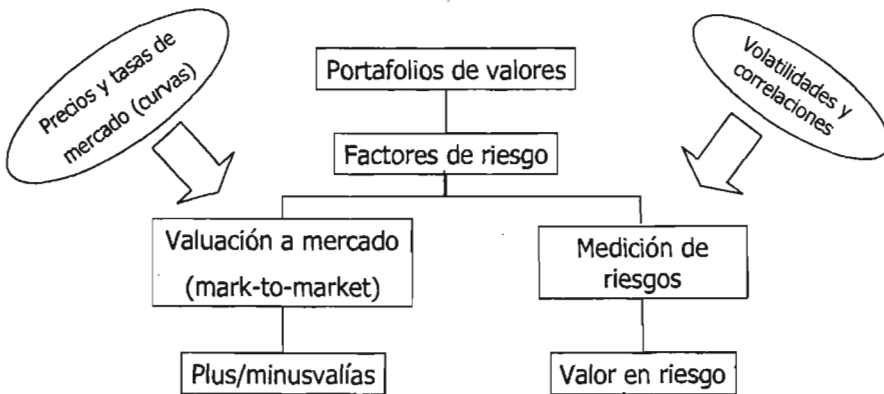 Precios y tasas de
mercado (curvas)
Portafolios de valores
Volatilidades y
correlaciones
Factores de riesgo
Valuación a mercado
(mark-to-market)
Medición de
riesgos
Plus/minusvalías
Valor en riesgo